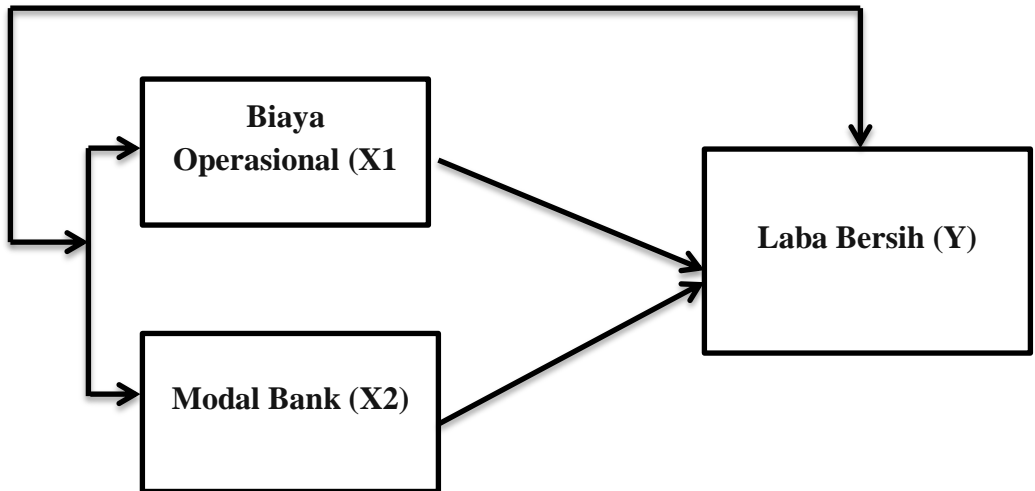 Biaya
Operasional (X1
Laba Bersih (Y)
Modal Bank (X2)